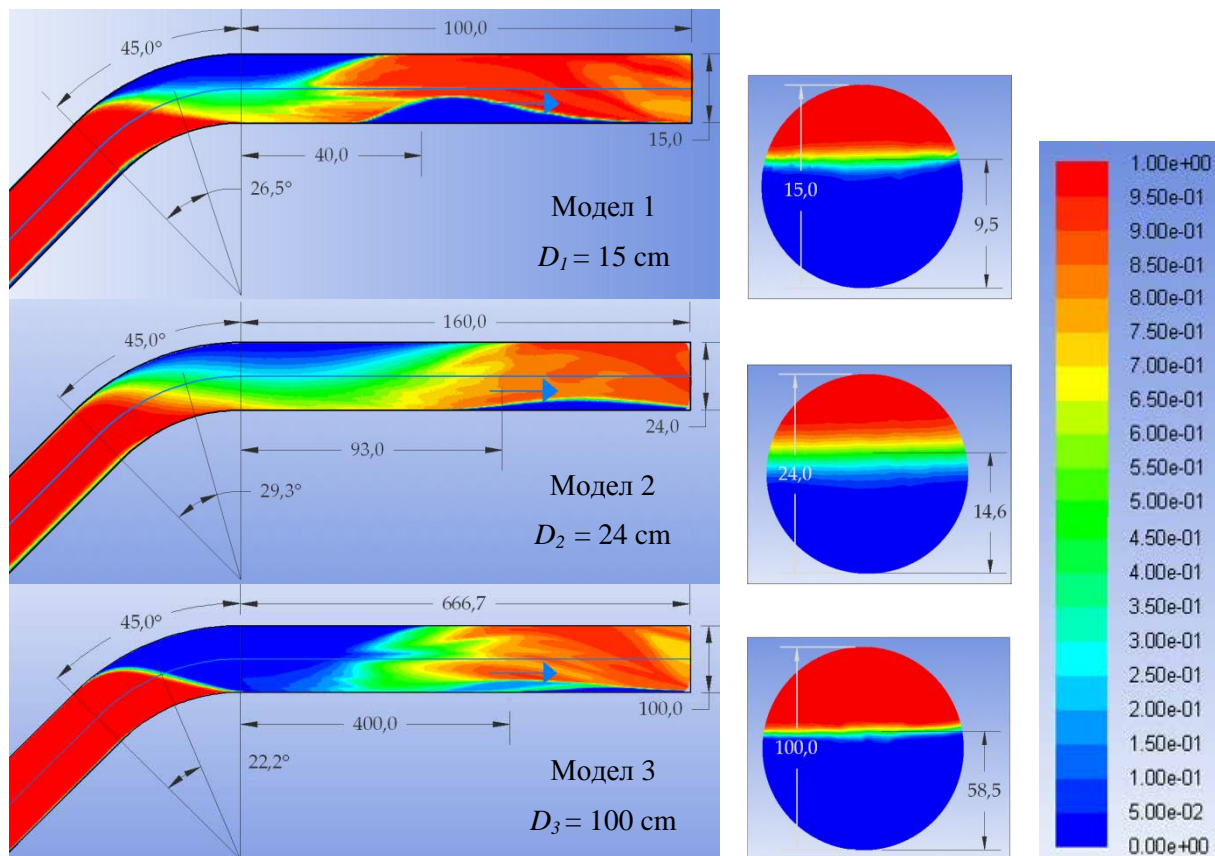 100,0
45,0°
15,0
40,0
26,5°
Модел 1
D₁ = 15 cm
15,0
9,5
160,0
45,0°
24,0
93,0
29,3°
Модел 2
D₂ = 24 cm
24,0
14,6
666,7
45,0°
100,0
400,0
22,2°
Модел 3
D₃ = 100 cm
100,0
58,5
1.00e+00
9.50e-01
9.00e-01
8.50e-01
8.00e-01
7.50e-01
7.00e-01
6.50e-01
6.00e-01
5.50e-01
5.00e-01
4.50e-01
4.00e-01
3.50e-01
3.00e-01
2.50e-01
2.00e-01
1.50e-01
1.00e-01
5.00e-02
0.00e+00